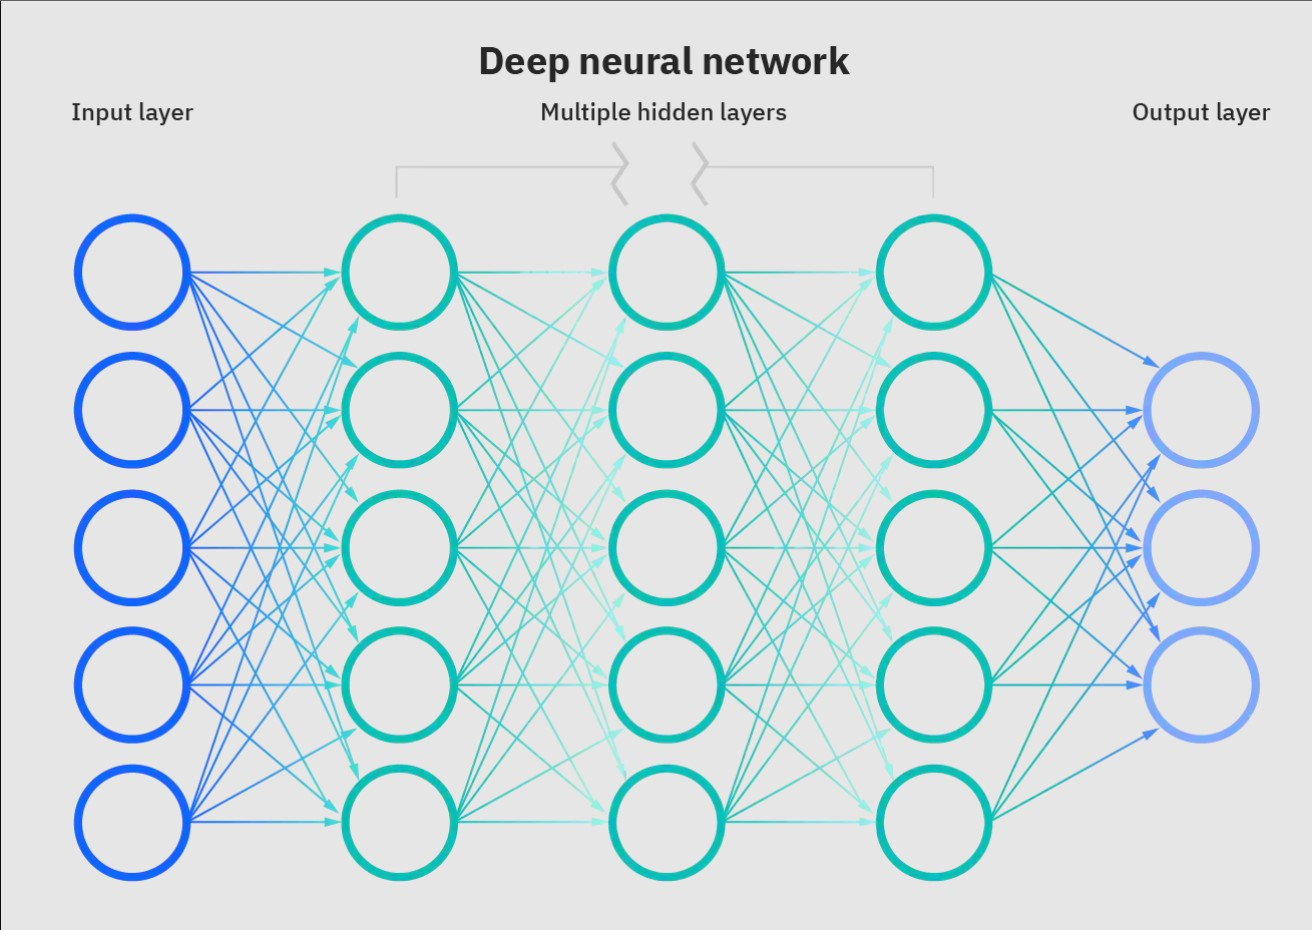 Deep neural network
Input layer
Multiple hidden layers
Output layer